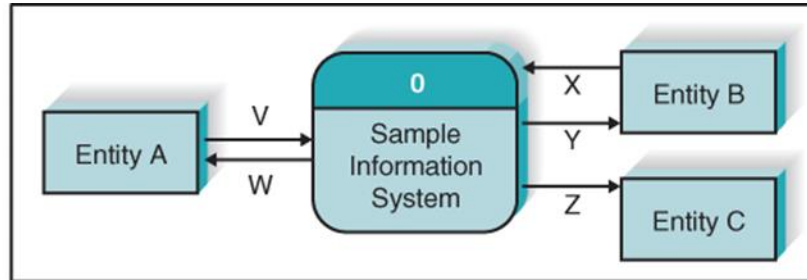 0
X
Entity B
V
Sample
Y
Entity A
Information
W
System
Z
Entity C